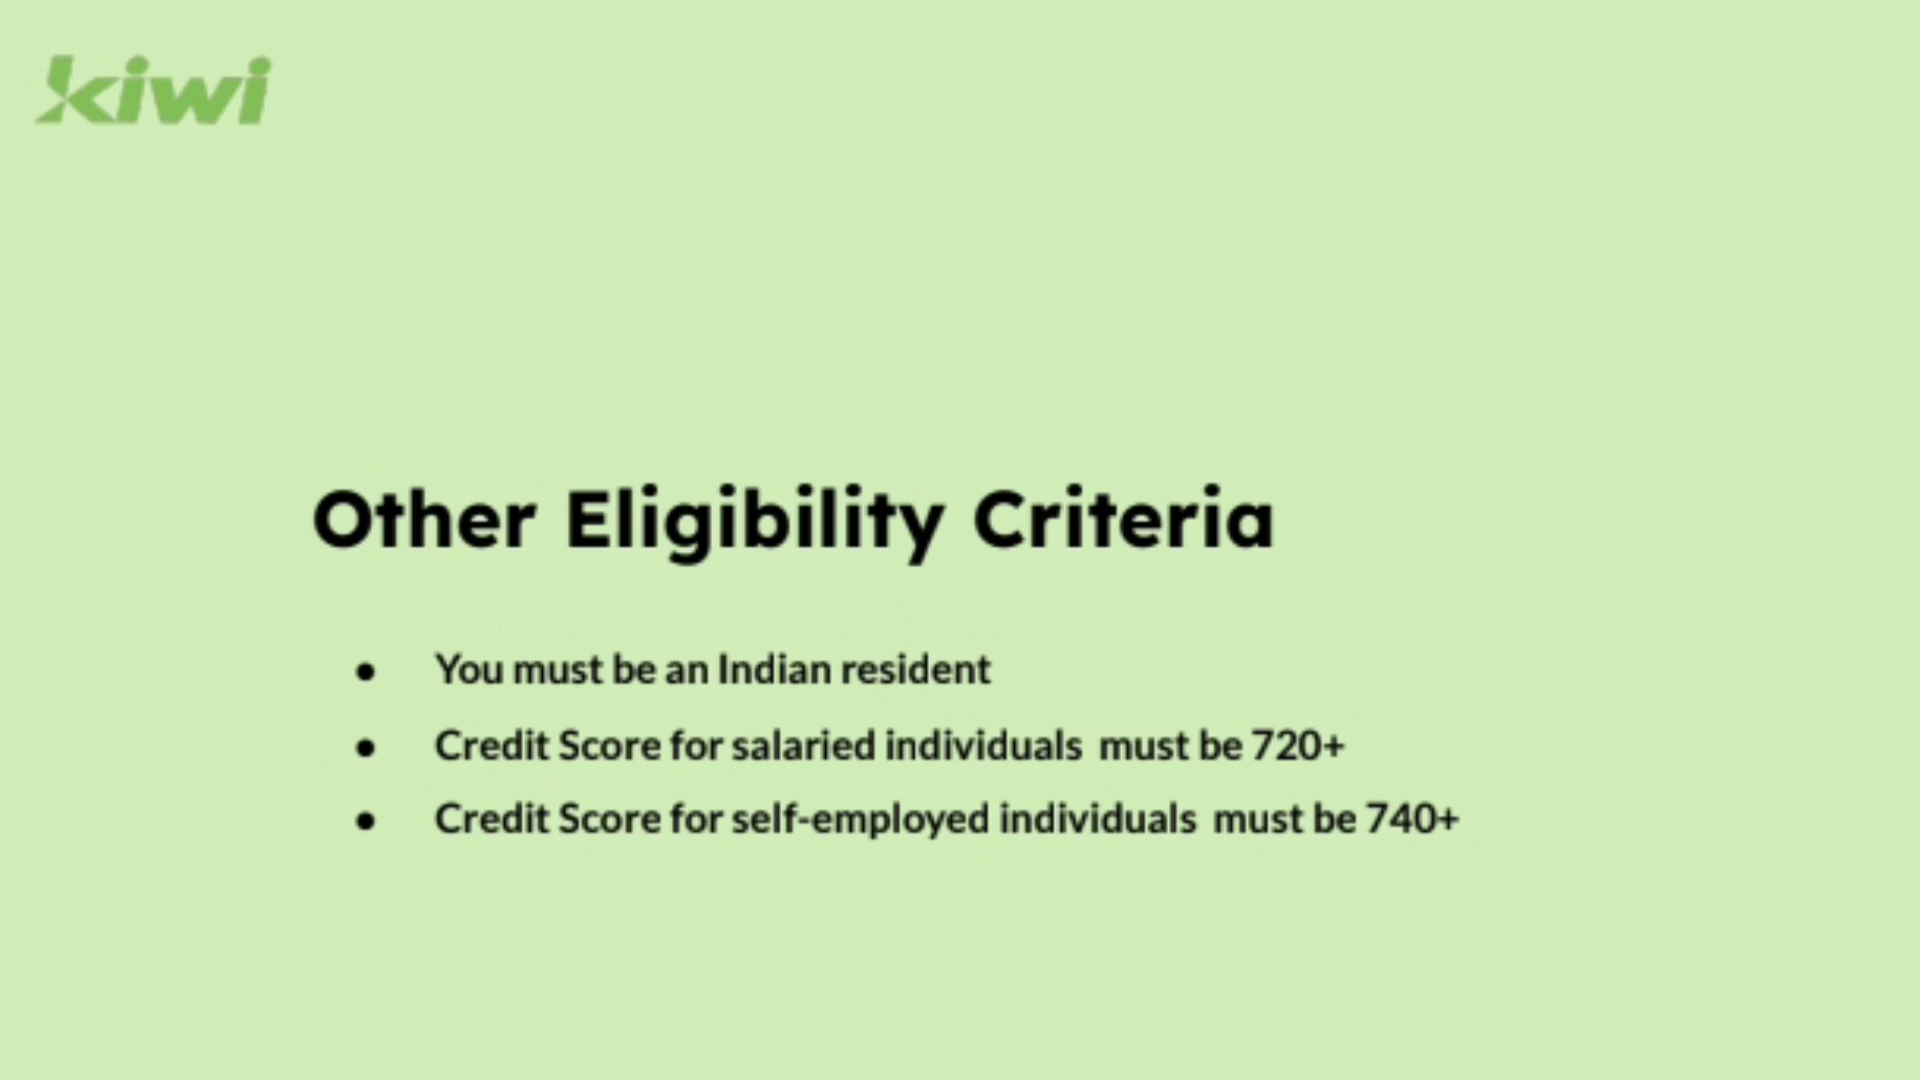 kiwi
Other Eligibility Criteria
● You must be an Indian resident
● Credit Score for salaried individuals must be 720+
● Credit Score for self-employed individuals must be 740+